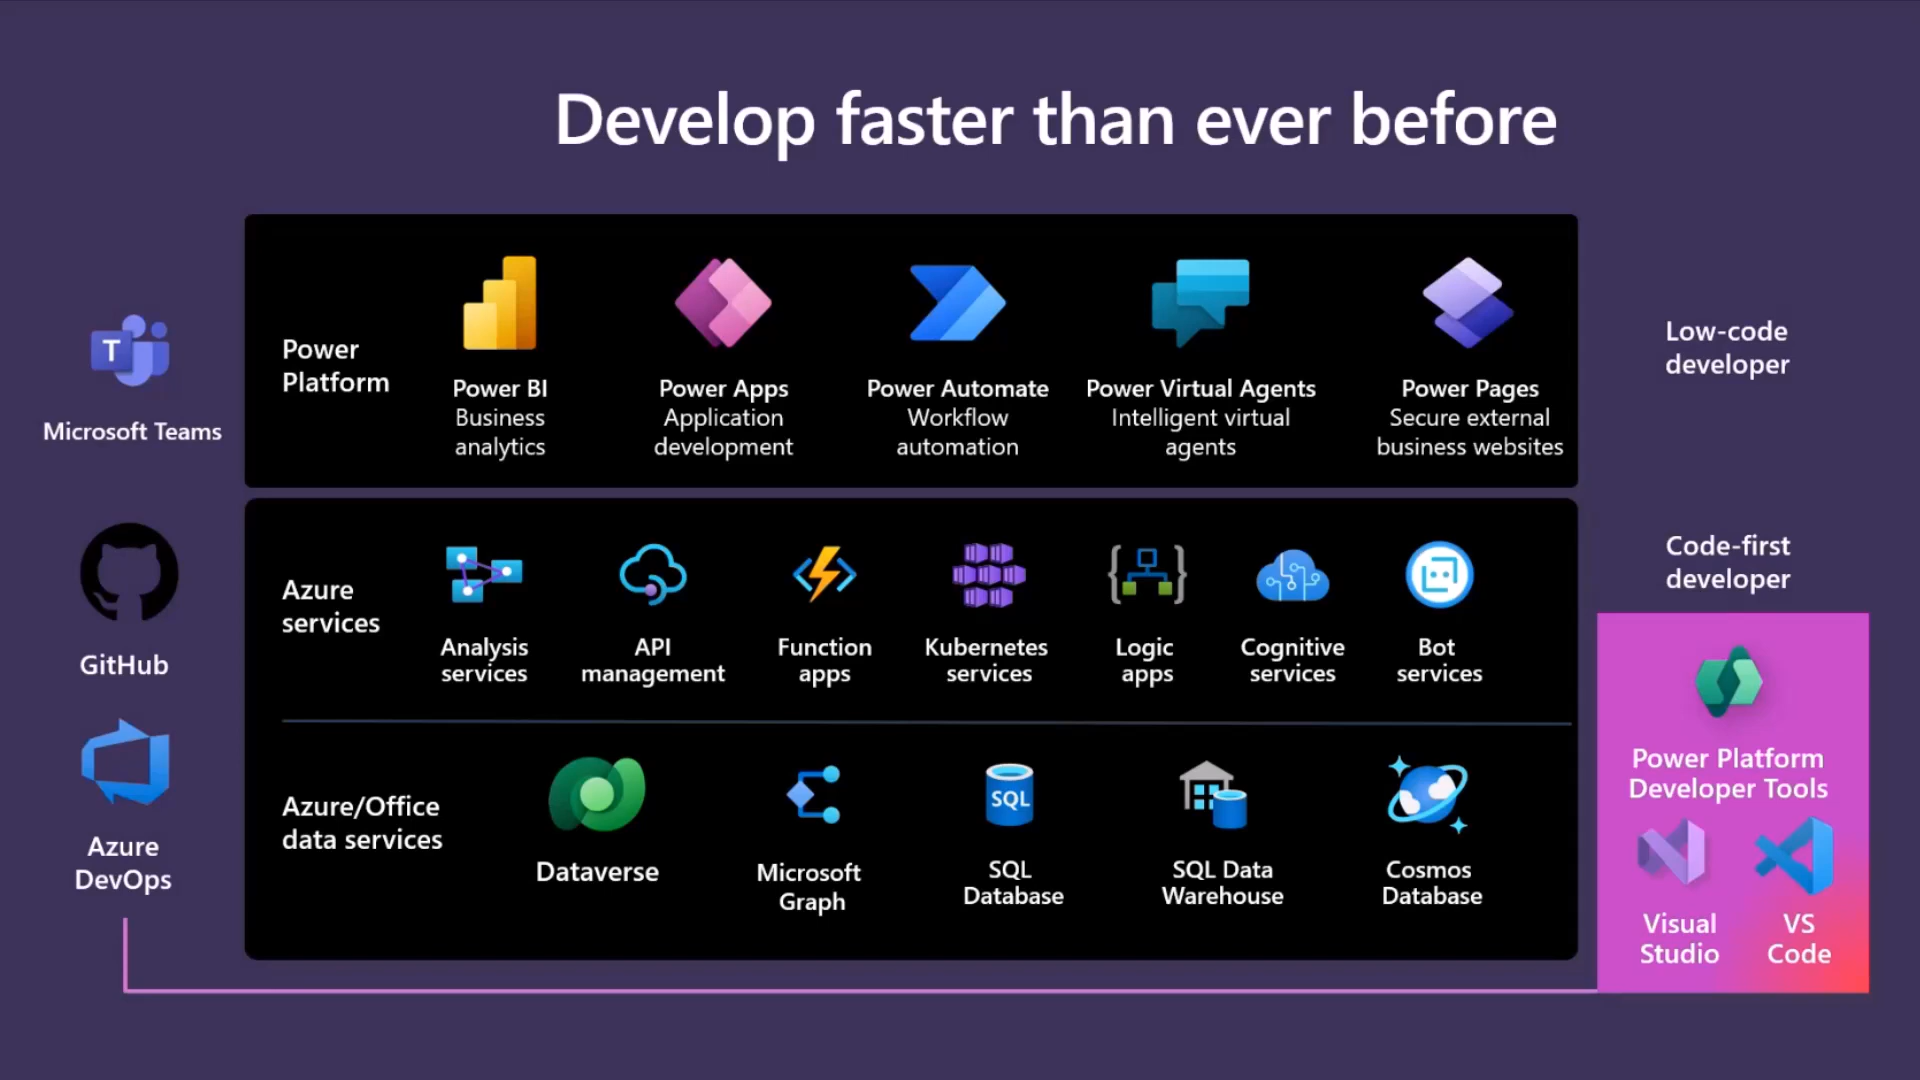 Develop faster than ever before
T
Microsoft Teams
GitHub
Azure
DevOps
Power
Platform
Power BI
Business
analytics
Power Apps
Application
development
Power Automate
Workflow
automation
Power Virtual Agents
Intelligent virtual
agents
Power Pages
Secure external
business websites
Azure
services
Analysis
services
API
management
Function
apps
Kubernetes
services
Logic
apps
Cognitive
services
Bot
services
Azure/Office
data services
Dataverse
Microsoft
Graph
SQL
SQL
Database
SQL Data
Warehouse
Cosmos
Database
Low-code
developer
Code-first
developer
Power Platform
Developer Tools
Visual
Studio
VS
Code